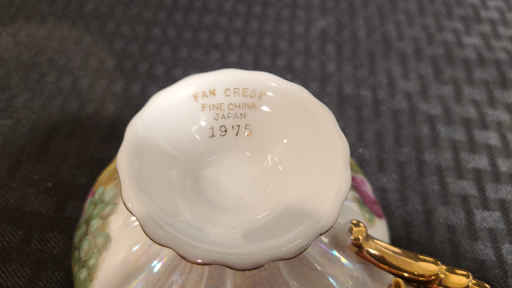 FAN CREST
FINE CHINA
JAPAN
1975